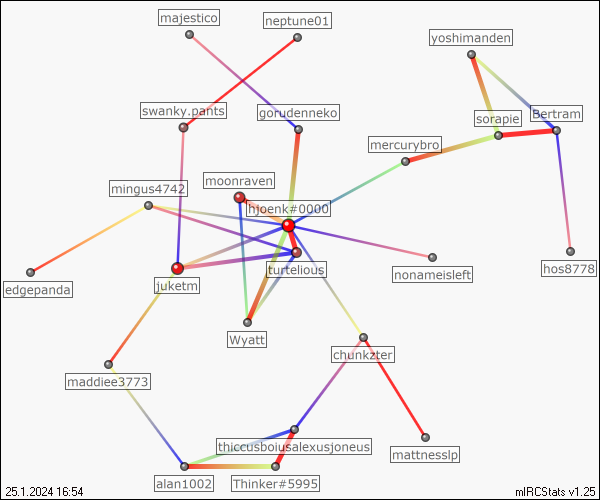 majestico
neptune01
yoshimanden
swanky.pants
gorudenneko
sorapie
Bertram
mercurybro
moonraven
mingus4742
hjoenk#0000
turtelious
nonameisleft
hos8778
edgepanda
juketm
Wyatt
chunkzter
maddiee3773
thiccusboiusalexusjoneus
mattnesslp
alan1002
Thinker#5995
25.1.2024 16:54
mIRCStats v1.25